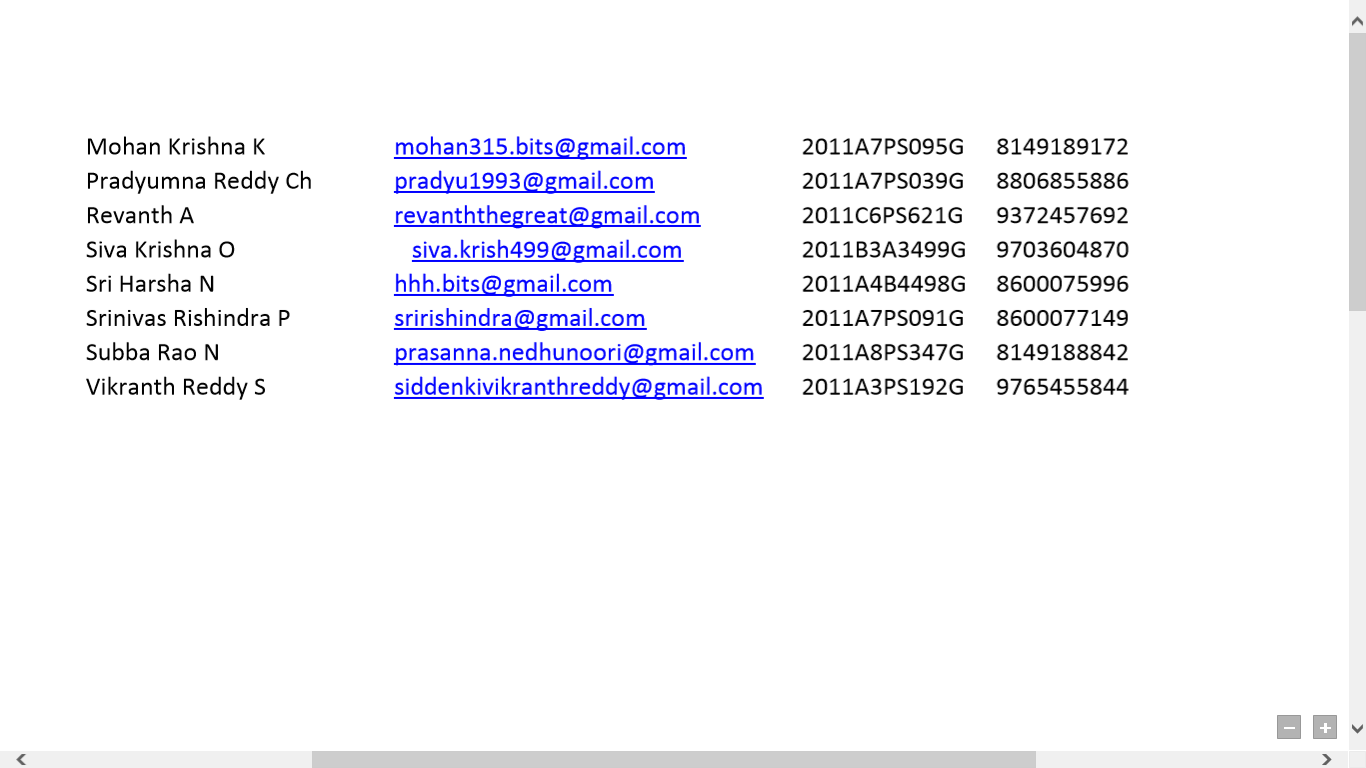 Mohan Krishna K mohan315.bits@gmail.com 2011A7PS095G 8149189172
Pradyumna Reddy Ch pradyu1993@gmail.com 2011A7PS039G 8806855886
Revanth A revanththegreat@gmail.com 2011C6PS621G 9372457692
Siva Krishna O siva.krish499@gmail.com 2011B3A3499G 9703604870
Sri Harsha N hhh.bits@gmail.com 2011A4B4498G 8600075996
Srinivas Rishindra P sririshindra@gmail.com 2011A7PS091G 8600077149
Subba Rao N prasanna.nedhunoori@gmail.com 2011A8PS347G 8149188842
Vikranth Reddy S siddenkivikranthreddy@gmail.com 2011A3PS192G 9765455844